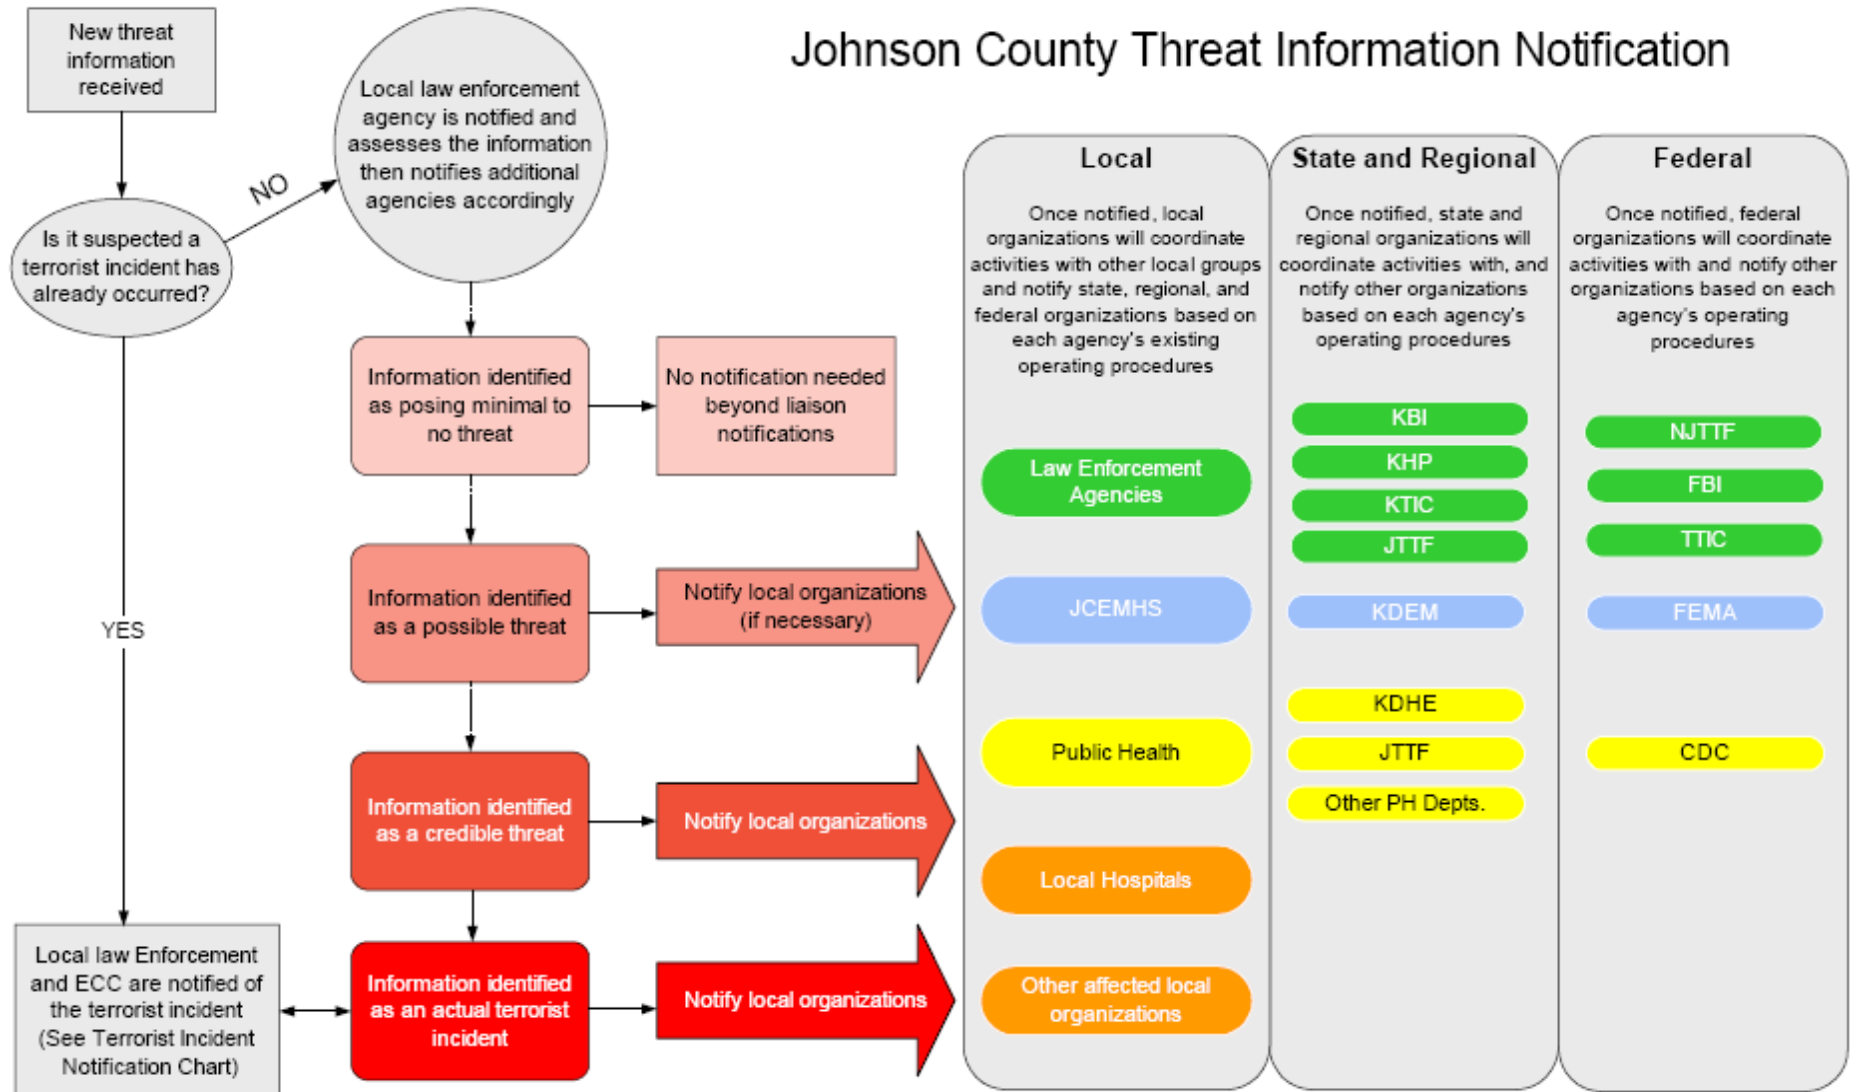 Johnson County Threat Information Notification
New threat
information
received
Is it suspected a
terrorist incident has
already occurred?
NO
YES
Local law enforcement
agency is notified and
assesses the information
then notifies additional
agencies accordingly
Information identified
as posing minimal to
no threat
No notification needed
beyond liaison
notifications
Information identified
as a possible threat
Notify local organizations
(if necessary)
Information identified
as a credible threat
Notify local organizations
Local law Enforcement
and ECC are notified of
the terrorist incident
(See Terrorist Incident
Notification Chart)
Information identified
as an actual terrorist
incident
Notify local organizations
Local
Once notified, local
organizations will coordinate
activities with other local groups
and notify state, regional, and
federal organizations based on
each agency's existing
operating procedures
Law Enforcement
Agencies
JCEMHS
Public Health
Local Hospitals
Other affected local
organizations
State and Regional
Once notified, state and
regional organizations will
coordinate activities with, and
notify other organizations
based on each agency's
operating procedures
KBI
KHP
KTIC
JTTF
KDEM
KDHE
JTTF
Other PH Depts.
Federal
Once notified, federal
organizations will coordinate
activities with and notify other
organizations based on each
agency's operating
procedures
NJTTF
FBI
TTIC
FEMA
CDC